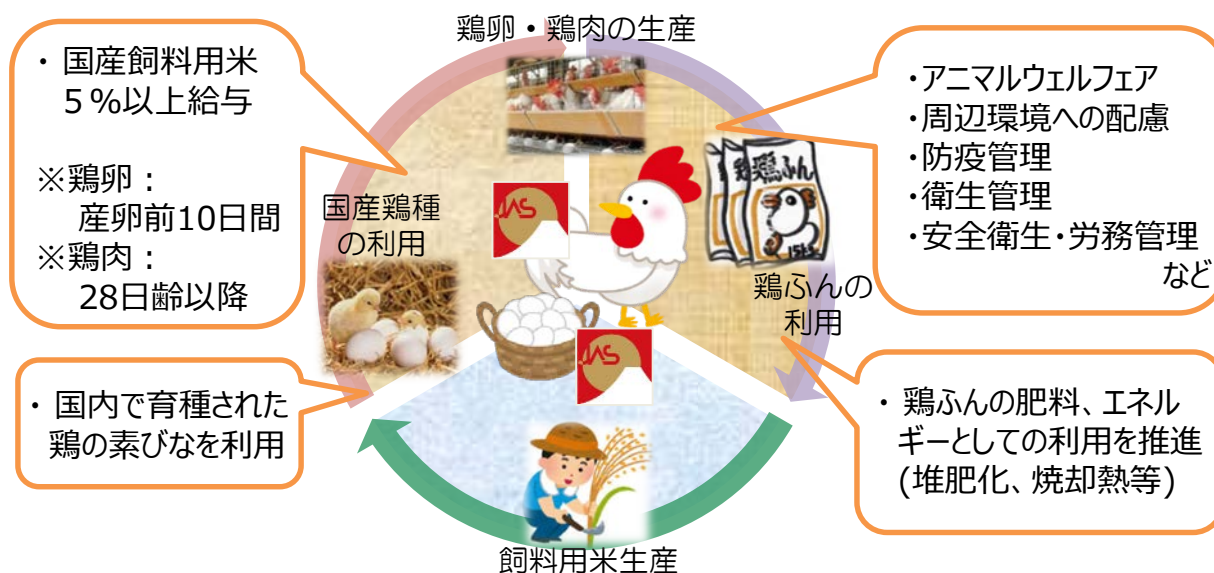 鶏卵・鶏肉の生産
・ 国産飼料用米
５%以上給与
※鶏卵：
産卵前10日間
※鶏肉：
28日齢以降
・アニマルウェルフェア
・周辺環境への配慮
・防疫管理
・衛生管理
・安全衛生・労務管理
など
国産鶏種
の利用
JAS
鶏ふん
15kg
鶏ふんの
利用
JAS
・ 国内で育種された
鶏の素びなを利用
・ 鶏ふんの肥料、エネル
ギーとしての利用を推進
(堆肥化、焼却熱等)
飼料用米生産